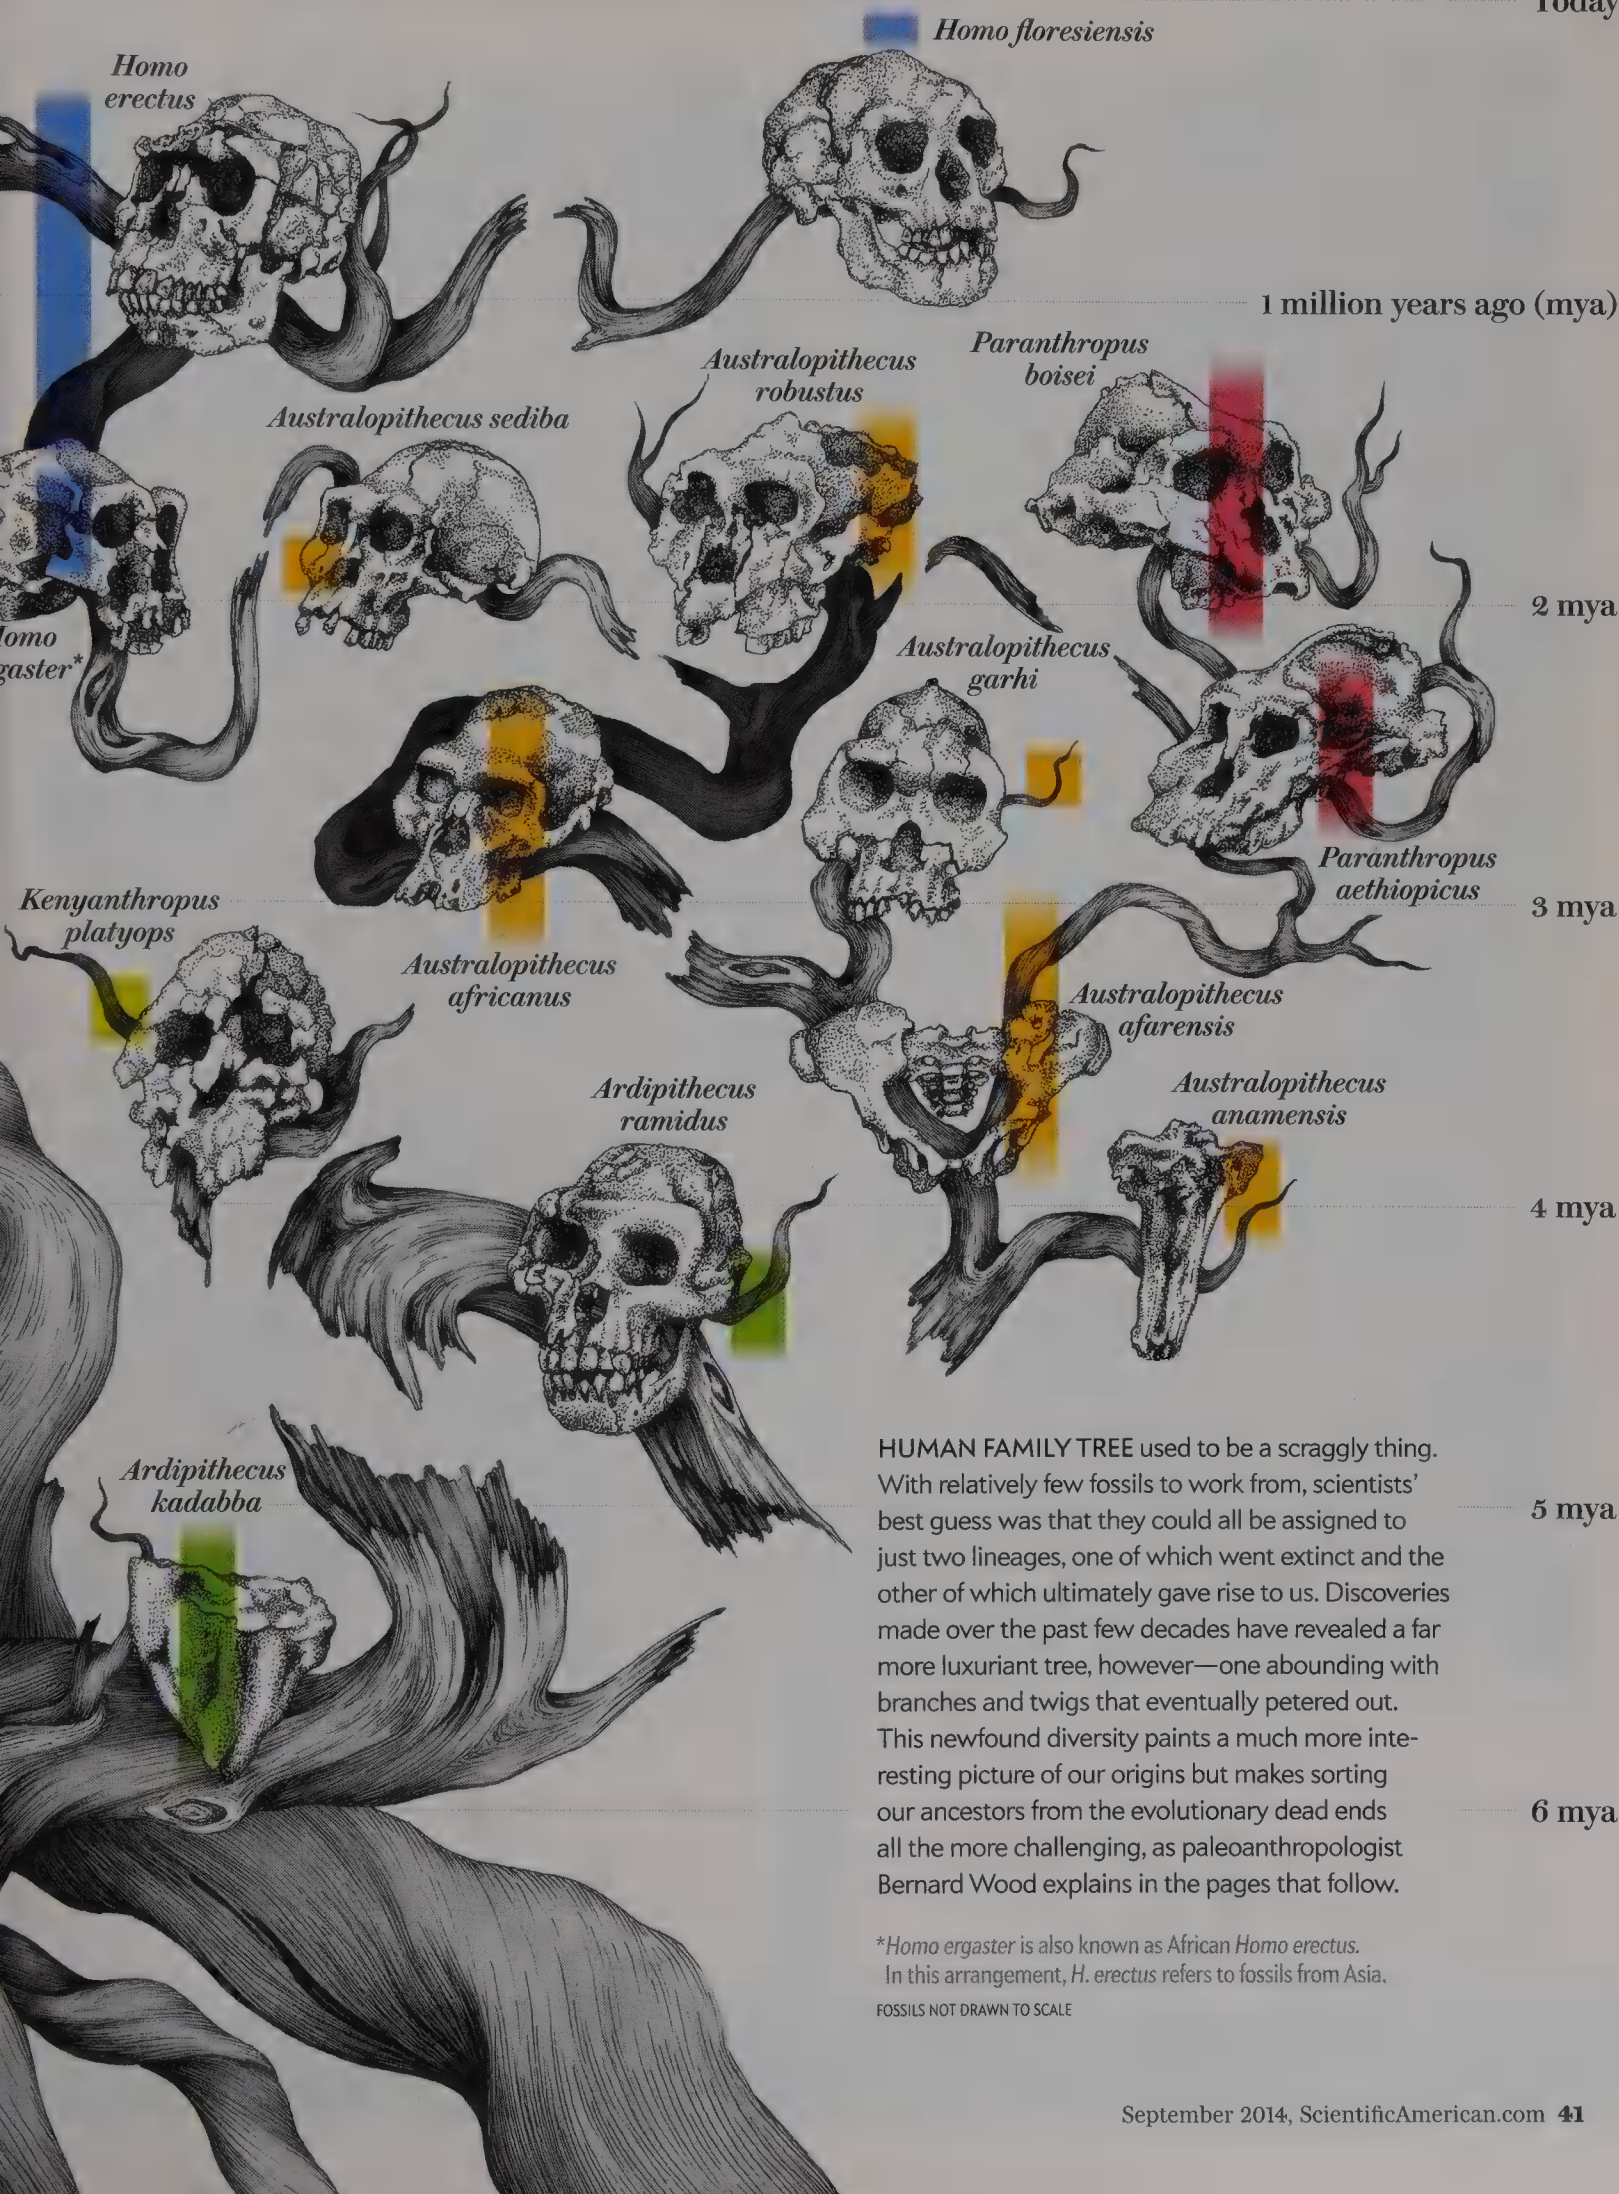 Today
Homo floresiensis
Homo
erectus
1 million years ago (mya)
Paranthropus
boisei
Australopithecus
robustus
Australopithecus sediba
2 mya
Homo
ergaster*
Australopithecus
garhi
Paranthropus
aethiopicus
3 mya
Kenyanthropus
platyops
Australopithecus
africanus
Australopithecus
afarensis
Ardipithecus
ramidus
Australopithecus
anamensis
4 mya
Ardipithecus
kadabba
5 mya
HUMAN FAMILY TREE used to be a scraggly thing.
With relatively few fossils to work from, scientists’
best guess was that they could all be assigned to
just two lineages, one of which went extinct and the
other of which ultimately gave rise to us. Discoveries
made over the past few decades have revealed a far
more luxuriant tree, however—one abounding with
branches and twigs that eventually petered out.
This newfound diversity paints a much more inte-
resting picture of our origins but makes sorting
our ancestors from the evolutionary dead ends
all the more challenging, as paleoanthropologist
Bernard Wood explains in the pages that follow.
6 mya
*Homo ergaster is also known as African Homo erectus.
In this arrangement, H. erectus refers to fossils from Asia.
FOSSILS NOT DRAWN TO SCALE
September 2014, ScientificAmerican.com 41